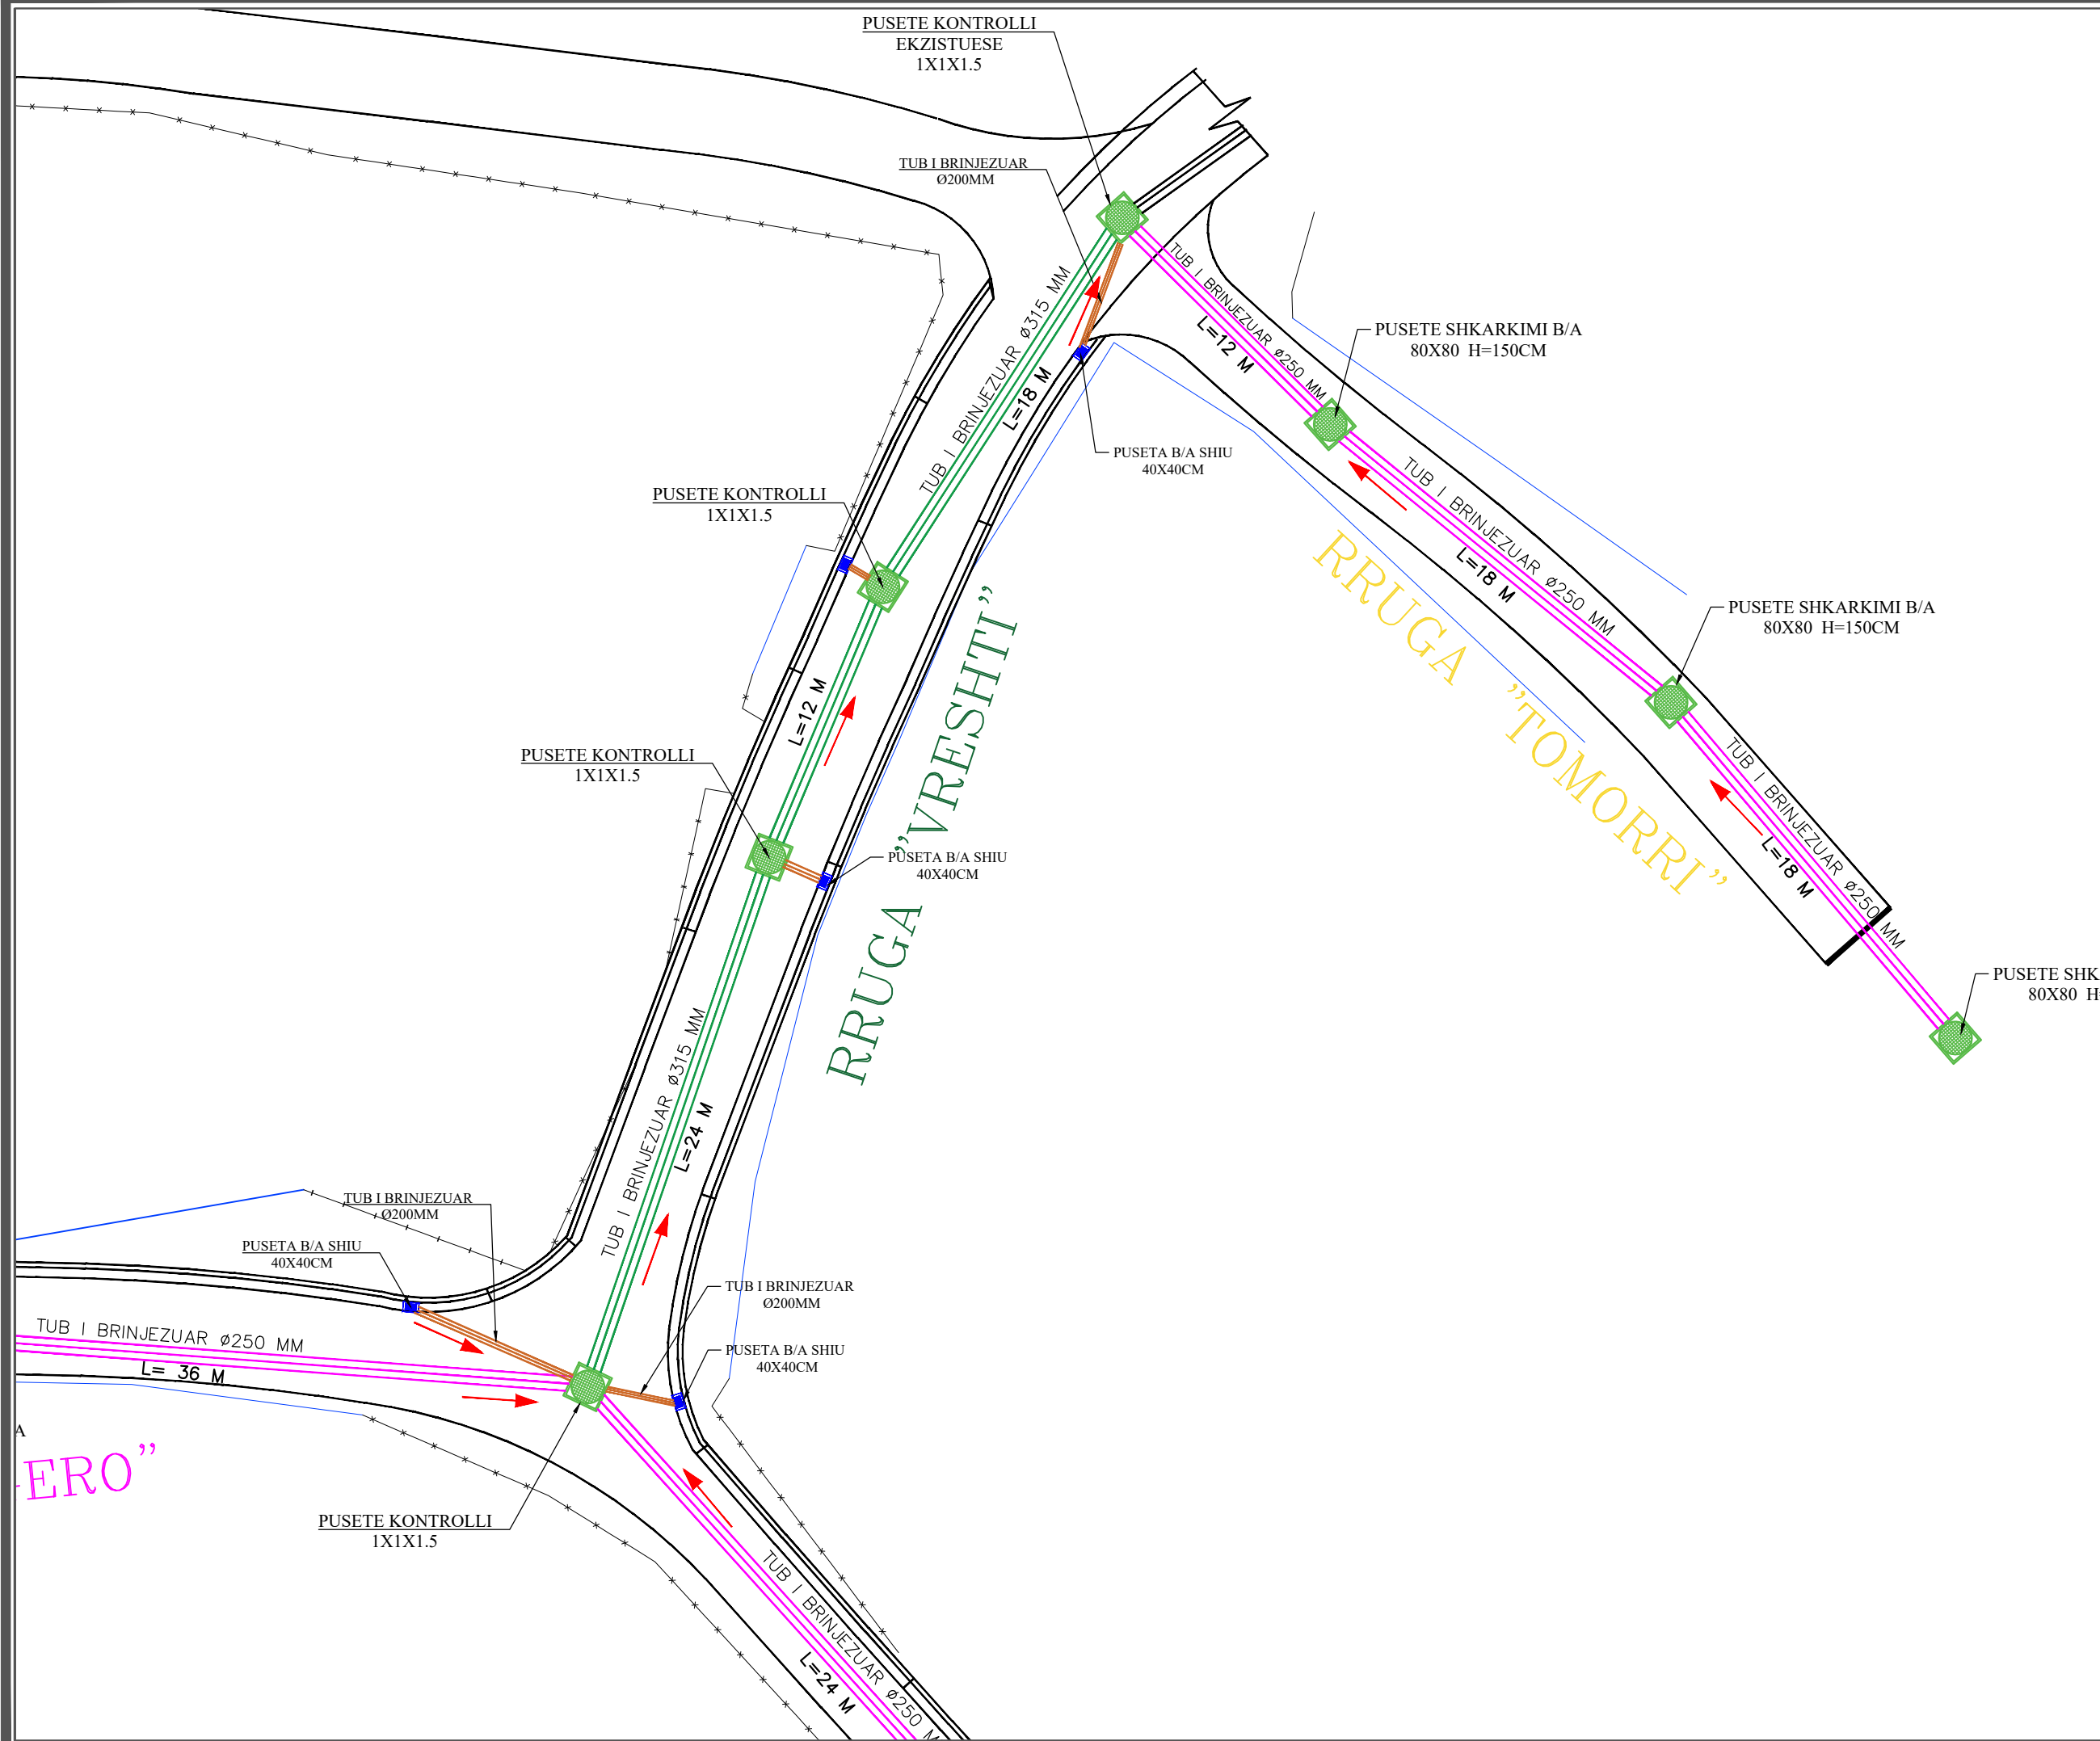 PUSETE KONTROLLI
EKZISTUESE
1X1X1.5
TUB I BRINJEZUAR
Ø200MM
TUB I BRINJEZUAR Ø315 MM
L=18 M
TUB I BRINJEZUAR Ø250 MM
L=12 M
PUSETE SHKARKIMI B/A
80X80 H=150CM
PUSETA B/A SHIU
40X40CM
PUSETE KONTROLLI
1X1X1.5
TUB I BRINJEZUAR Ø250 MM
L=18 M
RRUGA "TOMORRI"
PUSETE SHKARKIMI B/A
80X80 H=150CM
L=12 M
RRUGA "VRESHTI"
PUSETE KONTROLLI
1X1X1.5
TUB I BRINJEZUAR Ø250 MM
L=18 M
PUSETA B/A SHIU
40X40CM
PUSETE SHK
80X80 H
TUB I BRINJEZUAR Ø315 MM
L=24 M
TUB I BRINJEZUAR
Ø200MM
PUSETA B/A SHIU
40X40CM
TUB I BRINJEZUAR
Ø200MM
TUB I BRINJEZUAR Ø250 MM
L= 36 M
PUSETA B/A SHIU
40X40CM
A
ERO"
PUSETE KONTROLLI
1X1X1.5
TUB I BRINJEZUAR Ø250 M
L=24 M